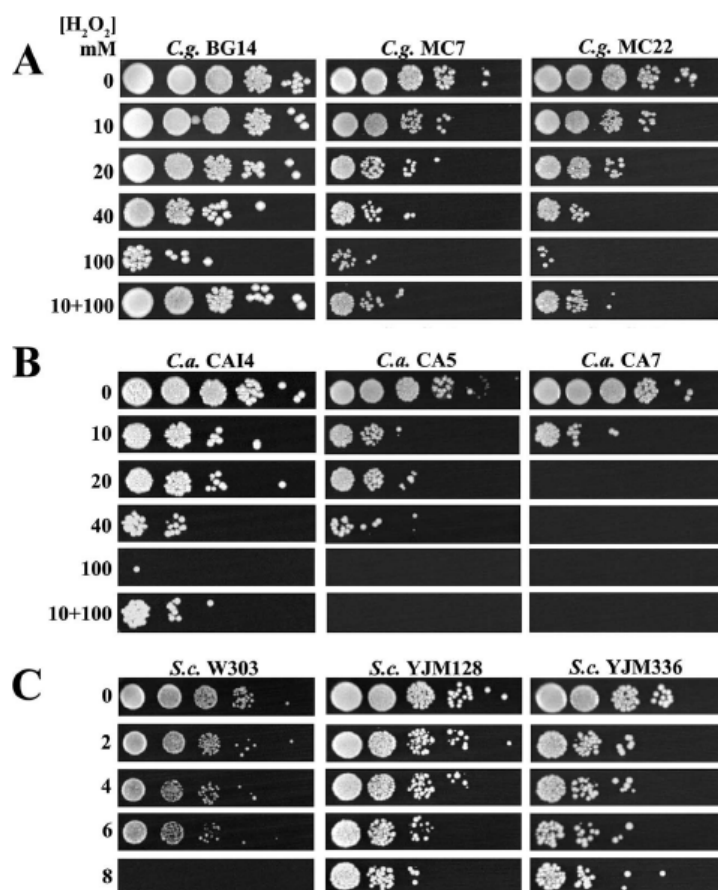 [H₂O₂]
mM
A
C.g. BG14 C.g. MC7 C.g. MC22
0
10
20
40
100
10+100
B
C.a. CAI4 C.a. CA5 C.a. CA7
0
10
20
40
100
10+100
C
S.c. W303 S.c. YJM128 S.c. YJM336
0
2
4
6
8